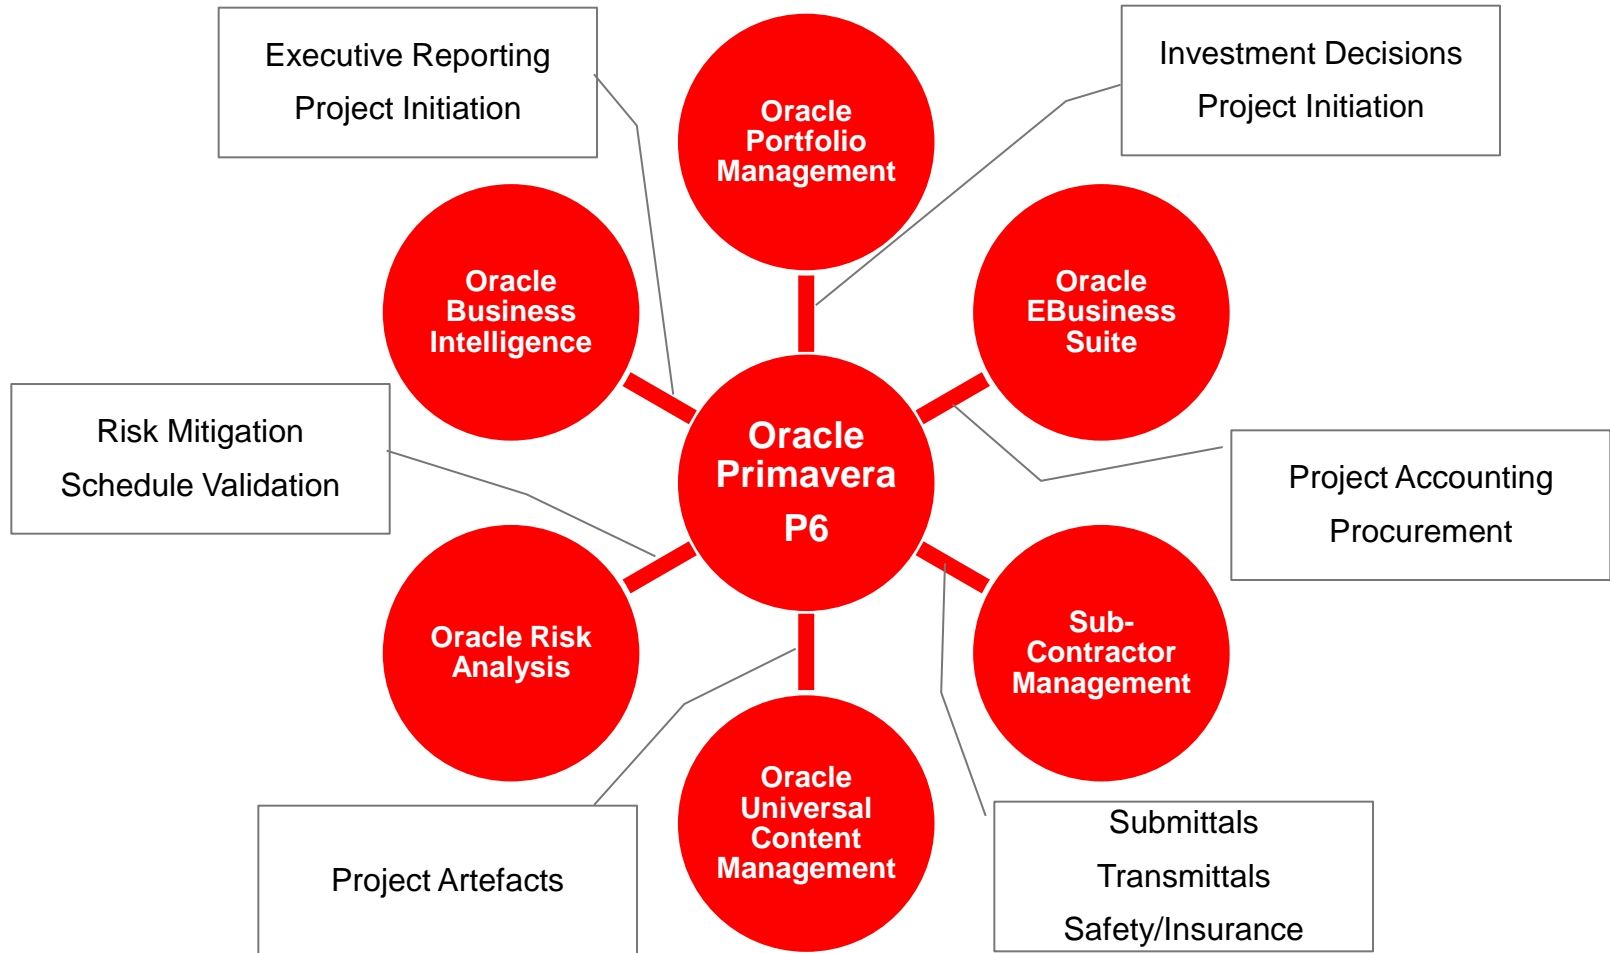 Executive Reporting
Project Initiation
Oracle
Portfolio
Management
Investment Decisions
Project Initiation
Oracle
Business
Intelligence
Oracle
EBusiness
Suite
Risk Mitigation
Schedule Validation
Oracle
Primavera
P6
Project Accounting
Procurement
Oracle Risk
Analysis
Sub-
Contractor
Management
Oracle
Universal
Content
Management
Project Artefacts
Submittals
Transmittals
Safety/Insurance